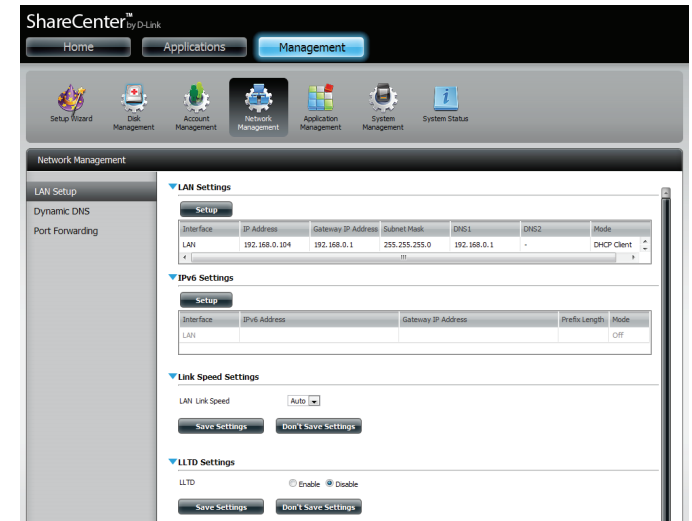 ShareCenter™ by D-Link
Home Applications Management
Setup Wizard Disk Management Account Management Network Management Application Management System Management System Status
Network Management
LAN Setup
Dynamic DNS
Port Forwarding
LAN Settings
Setup
Interface IP Address Gateway IP Address Subnet Mask DNS1 DNS2 Mode
LAN 192.168.0.104 192.168.0.1 255.255.255.0 192.168.0.1 - DHCP Client
IPv6 Settings
Setup
Interface IPv6 Address Gateway IP Address Prefix Length Mode
LAN Off
Link Speed Settings
LAN Link Speed Auto
Save Settings Don't Save Settings
LLTD Settings
LLTD Enable Disable
Save Settings Don't Save Settings